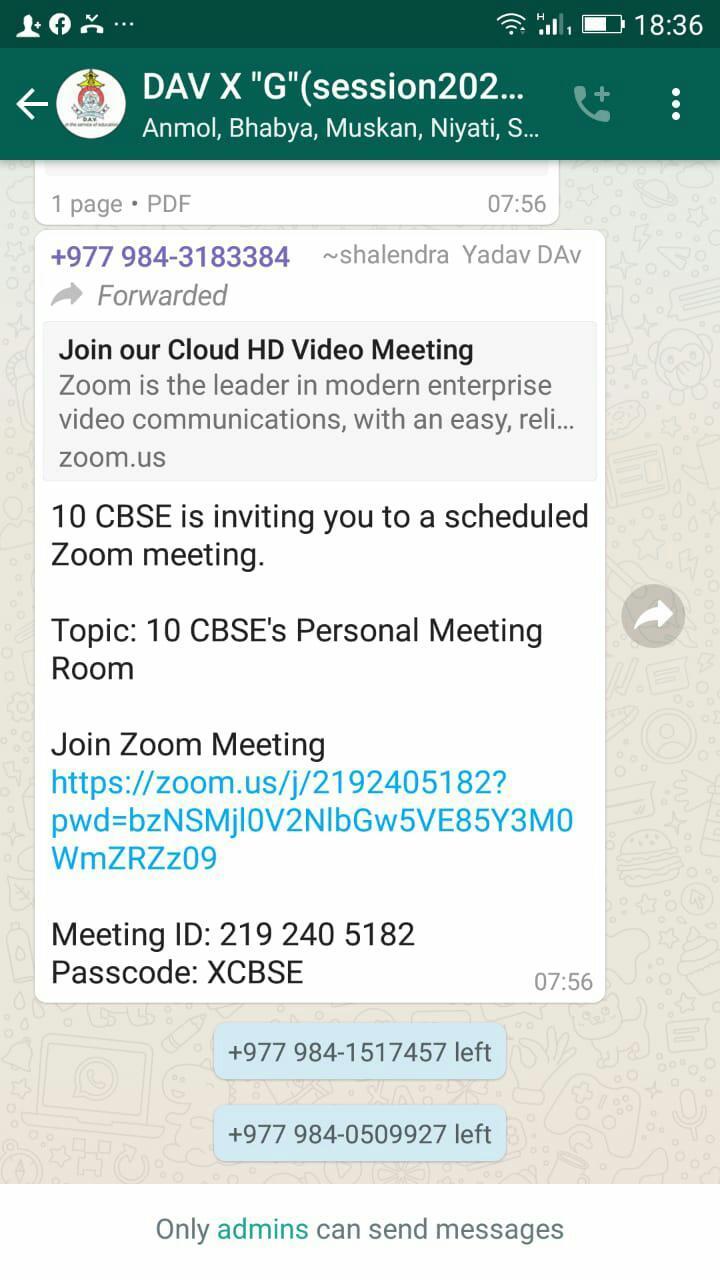 18:36
DAV X "G"(session202...
Anmol, Bhabya, Muskan, Niyati, S...
1 page • PDF 07:56
+977 984-3183384 ~shalendra Yadav DAv
Forwarded
Join our Cloud HD Video Meeting
Zoom is the leader in modern enterprise
video communications, with an easy, reli...
zoom.us
10 CBSE is inviting you to a scheduled
Zoom meeting.
Topic: 10 CBSE's Personal Meeting
Room
Join Zoom Meeting
https://zoom.us/j/2192405182?
pwd=bzNSMjl0V2NlbGw5VE85Y3M0
WmZRZz09
Meeting ID: 219 240 5182
Passcode: XCBSE
07:56
+977 984-1517457 left
+977 984-0509927 left
Only admins can send messages